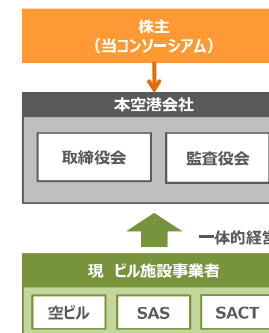 株主
（当コンソーシアム）
本空港会社
取締役会
監査役会
一体的経営
現 ビル施設事業者
空ビル
SAS
SACT